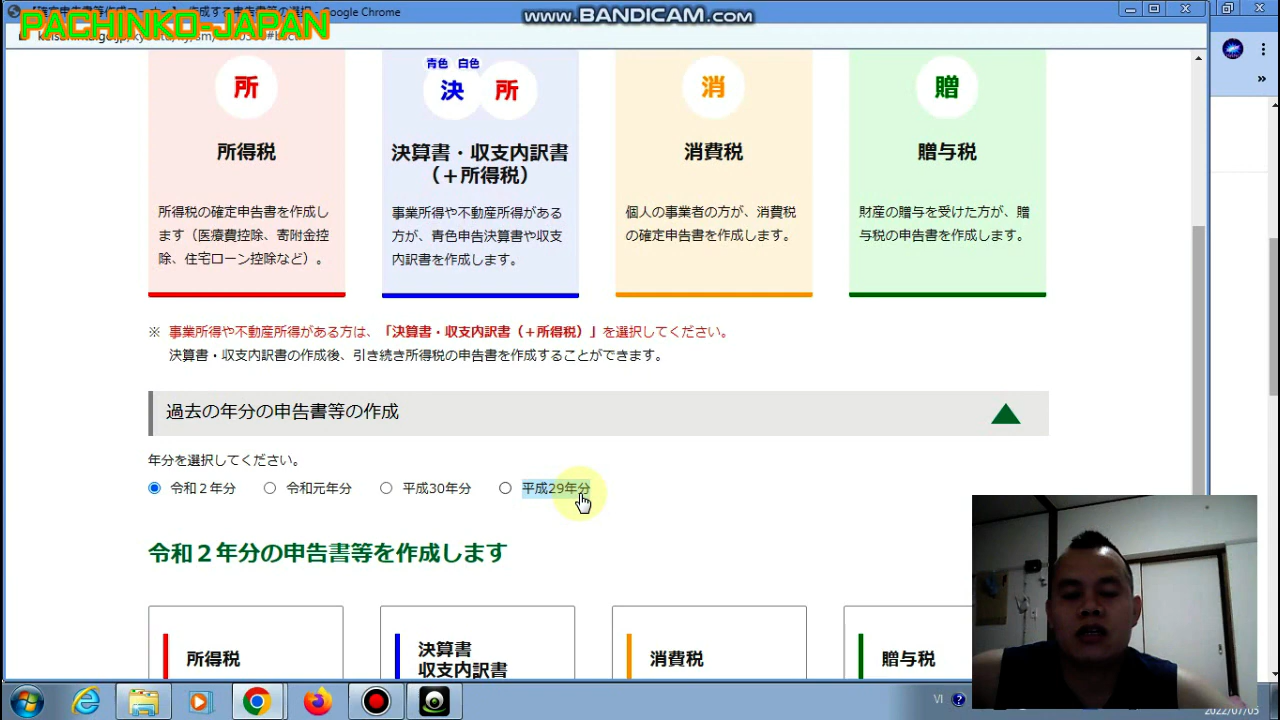 作成する申告書等の選択 - Google Chrome
PACHINKO-JAPAN
WWW.BANDICAM.COM
所
青色 白色
決 所
消
贈
所得税
決算書・収支内訳書
（＋所得税）
消費税
贈与税
所得税の確定申告書を作成し
ます（医療費控除、寄附金控
除、住宅ローン控除など）。
事業所得や不動産所得がある
方が、青色申告決算書や収支
内訳書を作成します。
個人の事業者の方が、消費税
の確定申告書を作成します。
財産の贈与を受けた方が、贈
与税の申告書を作成します。
※ 事業所得や不動産所得がある方は、「決算書・収支内訳書（＋所得税）」を選択してください。
決算書・収支内訳書の作成後、引き続き所得税の申告書を作成することができます。
過去の年分の申告書等の作成
年分を選択してください。
令和２年分 令和元年分 平成30年分 平成29年分
令和２年分の申告書等を作成します
所得税
決算書
収支内訳書
消費税
贈与税
VI
2022/07/03